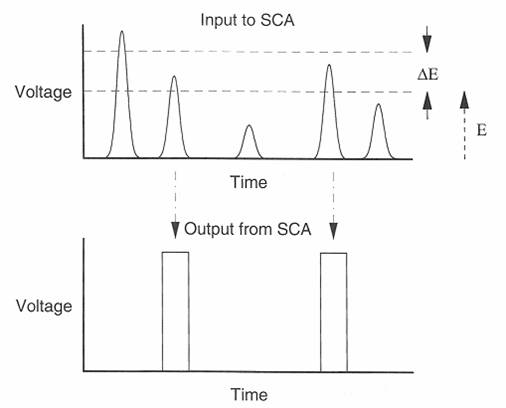 Input to SCA
Voltage
ΔE
E
Time
Output from SCA
Voltage
Time